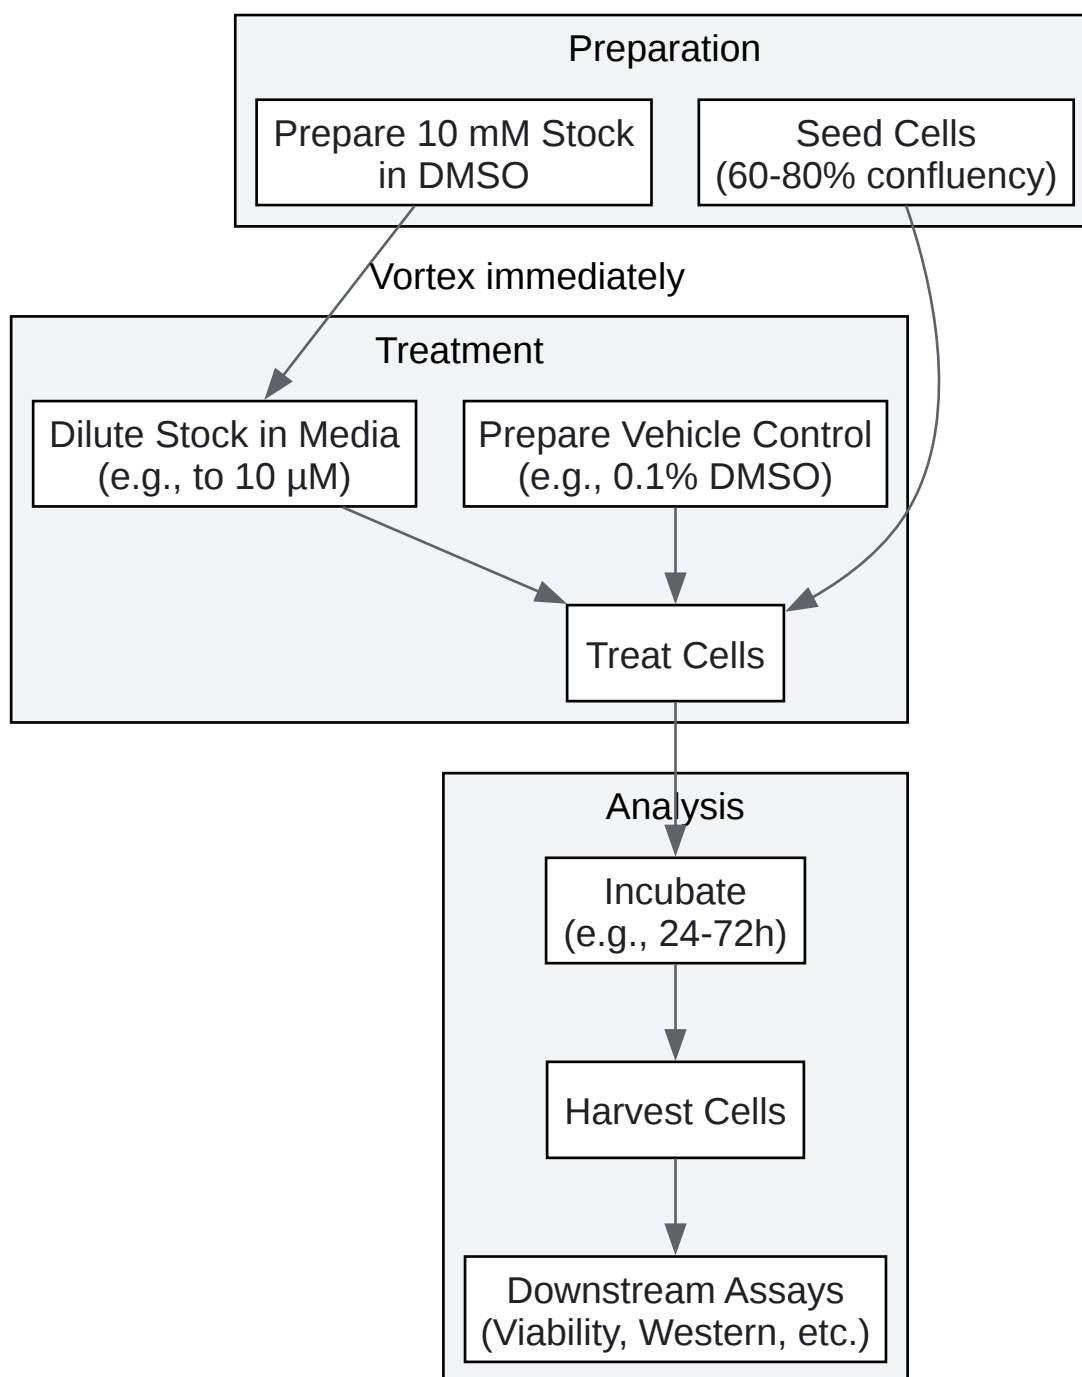 Preparation
Prepare 10 mM Stock
in DMSO
Seed Cells
(60-80% confluency)
Vortex immediately
Treatment
Dilute Stock in Media
(e.g., to 10 µM)
Prepare Vehicle Control
(e.g., 0.1% DMSO)
Treat Cells
Analysis
Incubate
(e.g., 24-72h)
Harvest Cells
Downstream Assays
(Viability, Western, etc.)